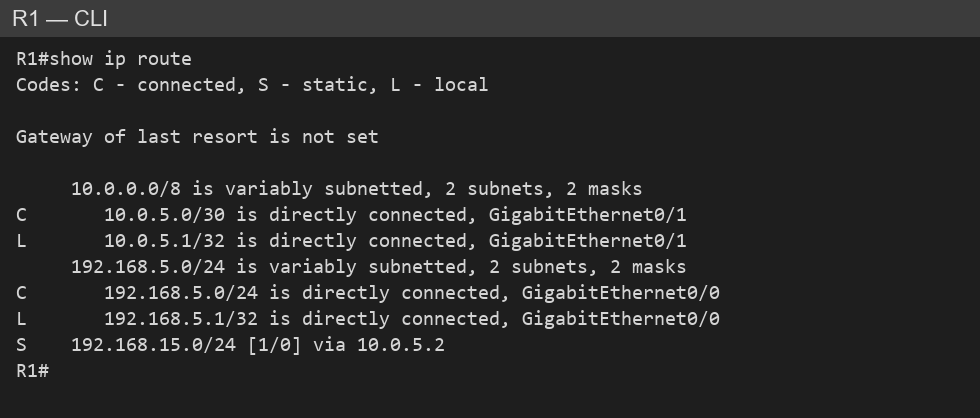 R1 — CLI
R1#show ip route
Codes: C - connected, S - static, L - local
Gateway of last resort is not set
     10.0.0.0/8 is variably subnetted, 2 subnets, 2 masks
C       10.0.5.0/30 is directly connected, GigabitEthernet0/1
L       10.0.5.1/32 is directly connected, GigabitEthernet0/1
     192.168.5.0/24 is variably subnetted, 2 subnets, 2 masks
C       192.168.5.0/24 is directly connected, GigabitEthernet0/0
L       192.168.5.1/32 is directly connected, GigabitEthernet0/0
S    192.168.15.0/24 [1/0] via 10.0.5.2
R1#